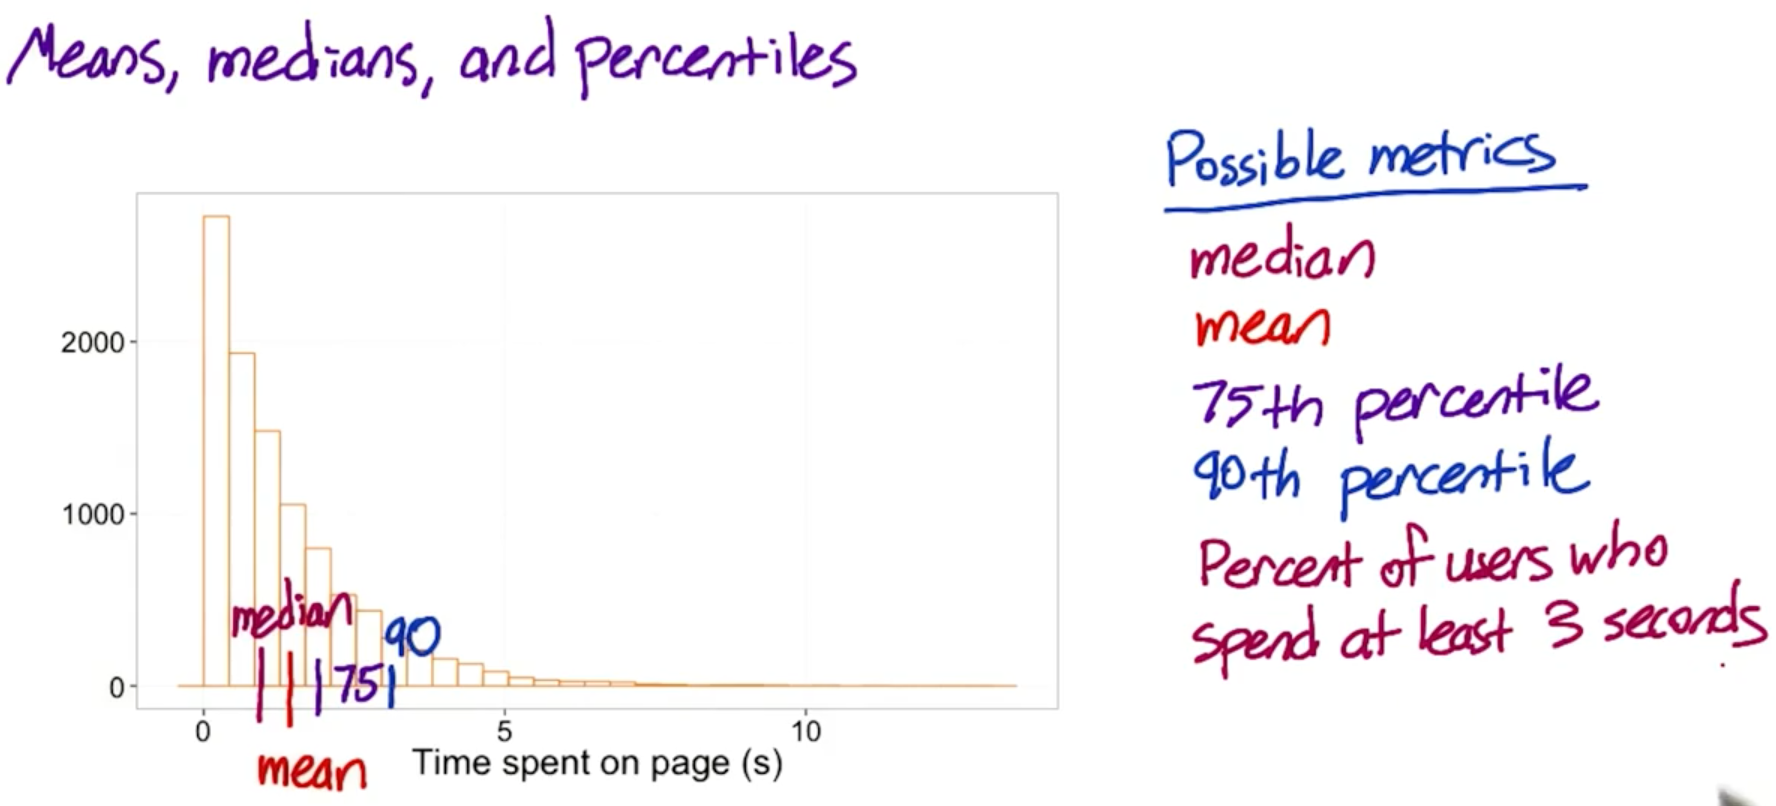 Means, medians, and percentiles
Possible metrics
median
mean
75th percentile
90th percentile
Percent of users who
spend at least 3 seconds
2000
1000
0
median
75
90
0
5
10
mean
Time spent on page (s)